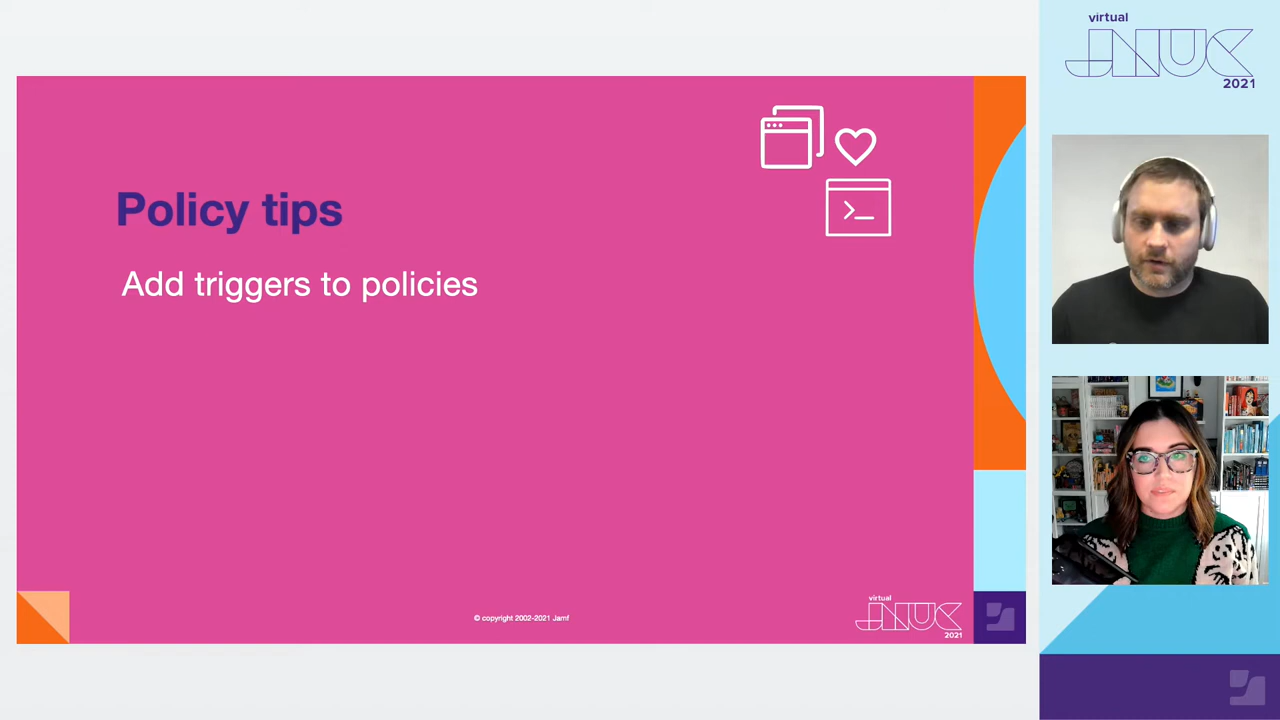 Policy tips
Add triggers to policies
© copyright 2002-2021 Jamf
virtual
JNUC
2021
virtual
JNUC
2021